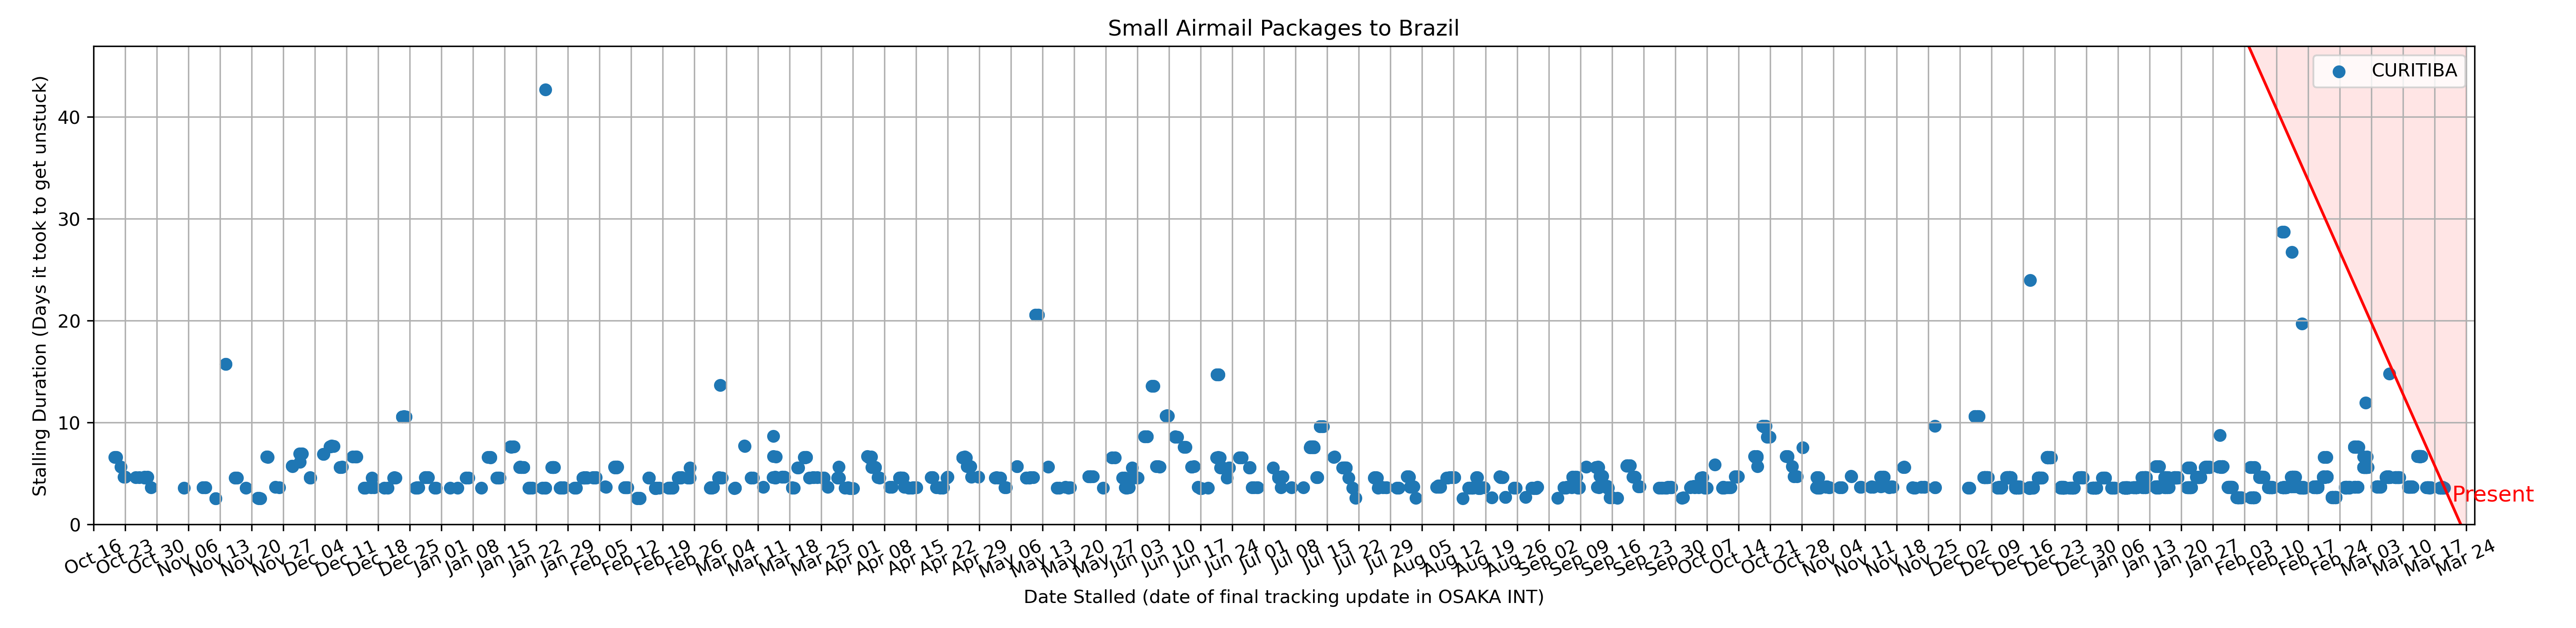 Small Airmail Packages to Brazil
CURITIBA
Stalling Duration (Days it took to get unstuck)
40
30
20
10
0
Present
Oct 16
Oct 23
Oct 30
Nov 06
Nov 13
Nov 20
Nov 27
Dec 04
Dec 11
Dec 18
Dec 25
Jan 01
Jan 08
Jan 15
Jan 22
Jan 29
Feb 05
Feb 12
Feb 19
Feb 26
Mar 04
Mar 11
Mar 18
Mar 25
Apr 01
Apr 08
Apr 15
Apr 22
Apr 29
May 06
May 13
May 20
May 27
Jun 03
Jun 10
Jun 17
Jun 24
Jul 01
Jul 08
Jul 15
Jul 22
Jul 29
Aug 05
Aug 12
Aug 19
Aug 26
Sep 02
Sep 09
Sep 16
Sep 23
Sep 30
Oct 07
Oct 14
Oct 21
Oct 28
Nov 04
Nov 11
Nov 18
Nov 25
Dec 02
Dec 09
Dec 16
Dec 23
Dec 30
Jan 06
Jan 13
Jan 20
Jan 27
Feb 03
Feb 10
Feb 17
Feb 24
Mar 03
Mar 10
Mar 17
Mar 24
Date Stalled (date of final tracking update in OSAKA INT)